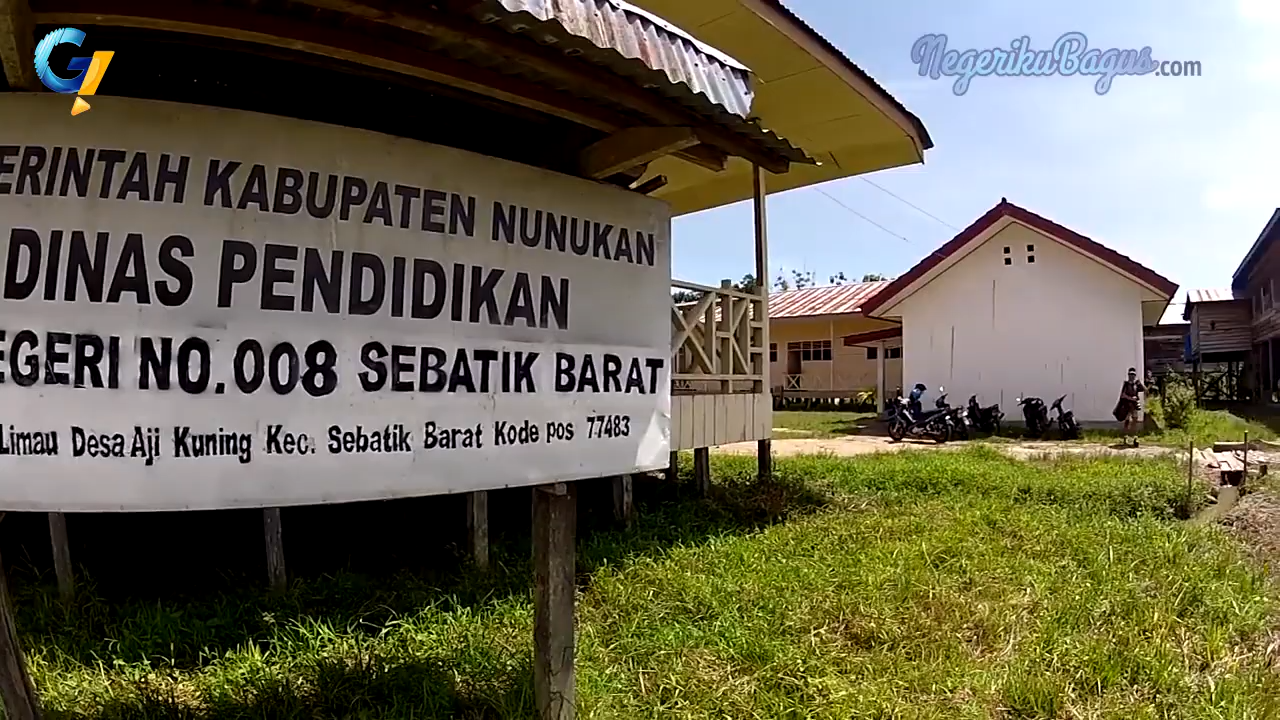 NegerikuBagus.com
ERINTAH KABUPATEN NUNUKAN
DINAS PENDIDIKAN
EGERI NO.008 SEBATIK BARAT
Limau Desa Aji Kuning Kec. Sebatik Barat Kode pos 77483